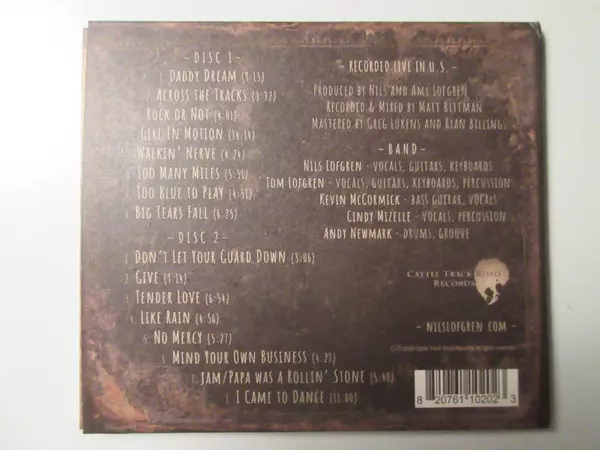 - DISC 1 -
1. DADDY DREAM (5:13)
2. ACROSS THE TRACKS (3:32)
3. ROCK OR NOT (4:01)
4. GIRL IN MOTION (14:14)
5. WALKIN' NERVE (4:24)
6. TOO MANY MILES (5:51)
7. TOO BLUE TO PLAY (4:31)
8. BIG TEARS FALL (6:25)
- DISC 2 -
1. DON'T LET YOUR GUARD DOWN (5:06)
2. GIVE (5:14)
3. TENDER LOVE (6:54)
4. LIKE RAIN (4:56)
5. NO MERCY (5:27)
6. MIND YOUR OWN BUSINESS (4:22)
7. JAM/PAPA WAS A ROLLIN' STONE (5:40)
8. I CAME TO DANCE (11:00)
- RECORDED LIVE IN U.S. -
PRODUCED BY NILS AND AMY LOFGREN
RECORDED & MIXED BY MATT BITTMAN
MASTERED BY GREG LUKENS AND RYAN BILLINGS
- BAND -
NILS LOFGREN - VOCALS, GUITARS, KEYBOARDS
TOM LOFGREN - VOCALS, GUITARS, KEYBOARDS, PERCUSSION
KEVIN MCCORMICK - BASS GUITAR, VOCALS
CINDY MIZELLE - VOCALS, PERCUSSION
ANDY NEWMARK - DRUMS, GROOVE
CATTLE TRACK ROAD
RECORDS
- NILSLOFGREN.COM -
8 20761 10202 3